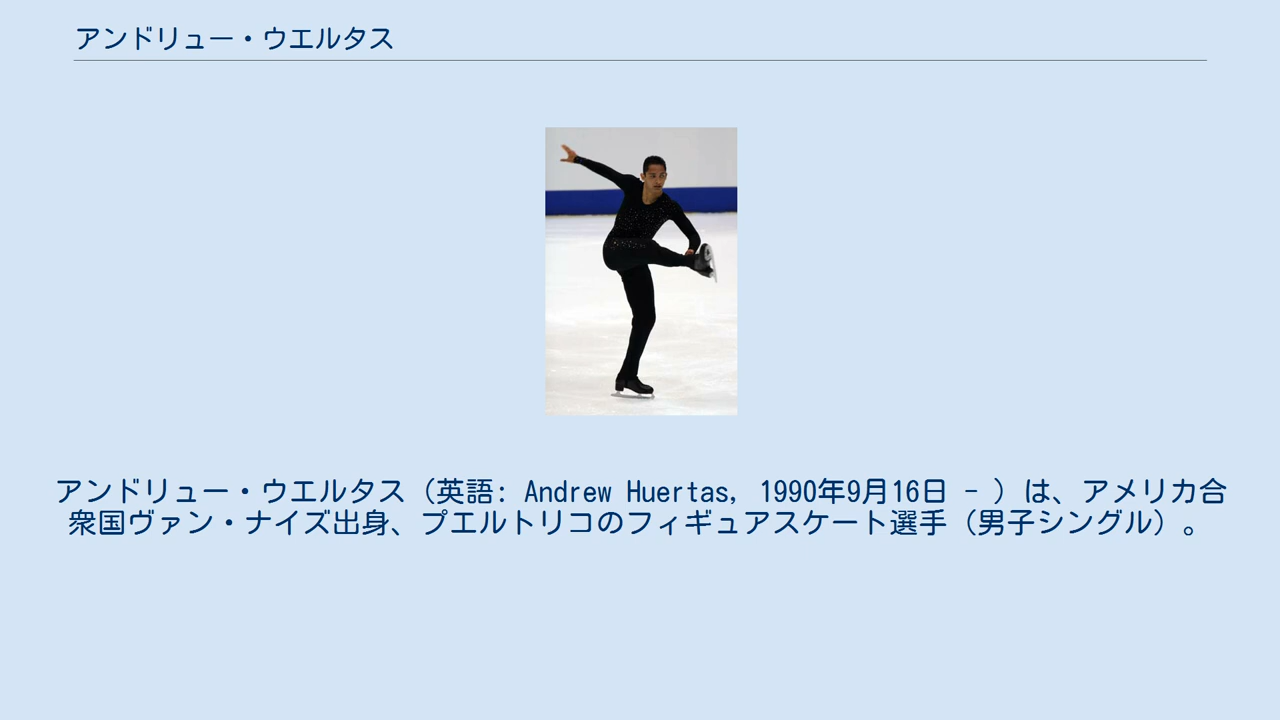 アンドリュー・ウエルタス
アンドリュー・ウエルタス（英語: Andrew Huertas, 1990年9月16日 - ）は、アメリカ合
衆国ヴァン・ナイズ出身、プエルトリコのフィギュアスケート選手（男子シングル）。